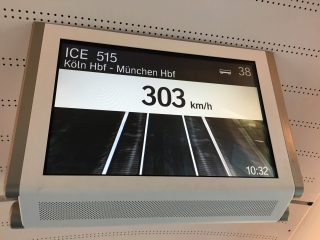 ICE 515
Köln Hbf - München Hbf
38
303 km/h
10:32